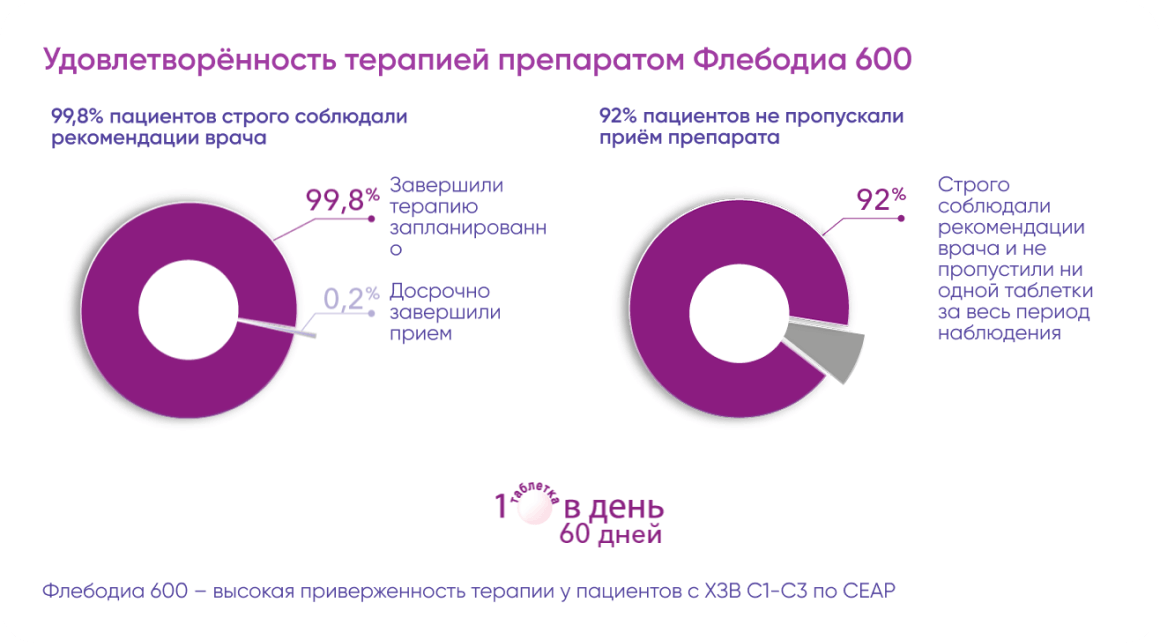 Удовлетворённость терапией препаратом Флебодиа 600
99,8% пациентов строго соблюдали
рекомендации врача
99,8%
Завершили
терапию
запланированн
о
0,2%
Досрочно
завершили
прием
92% пациентов не пропускали
приём препарата
92%
Строго
соблюдали
рекомендации
врача и не
пропустили ни
одной таблетки
за весь период
наблюдения
1 таблетка в день
60 дней
Флебодиа 600 – высокая приверженность терапии у пациентов с ХЗВ С1-С3 по СЕАР